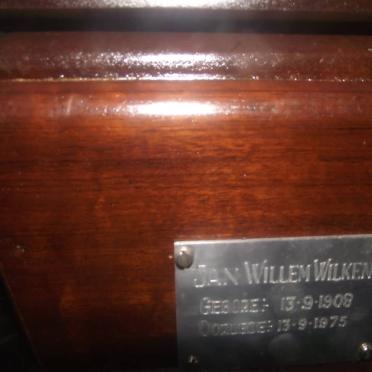 JAN WILLEM WILKEN
GEBORE: 13-9-1908
OORLEDE: 13-9-1975